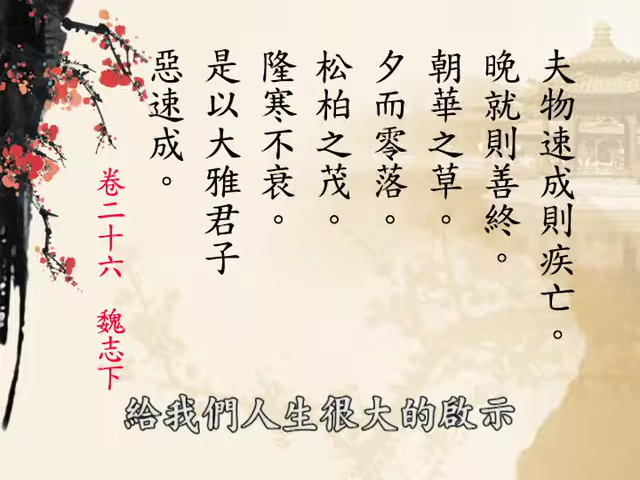 夫物速成則疾亡。
晚就則善終。
朝華之草。
夕而零落。
松柏之茂。
隆寒不衰。
是以大雅君子
惡速成。
卷二十六 魏志下
給我們人生很大的啟示